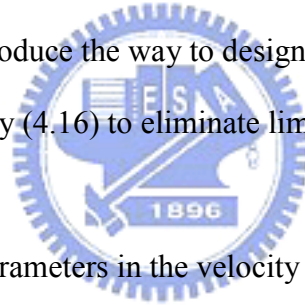 oduce the way to design
y (4.16) to eliminate lim
E S A
1896
rameters in the velocity